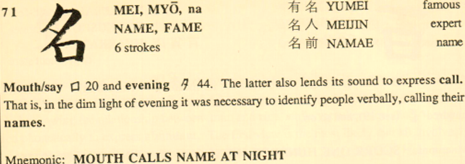 71 名 MEI, MYŌ, na 有名 YUMEI famous
NAME, FAME 名人 MEIJIN expert
6 strokes 名前 NAMAE name
Mouth/say 口 20 and evening 夕 44. The latter also lends its sound to express call.
That is, in the dim light of evening it was necessary to identify people verbally, calling their
names.
Mnemonic: MOUTH CALLS NAME AT NIGHT